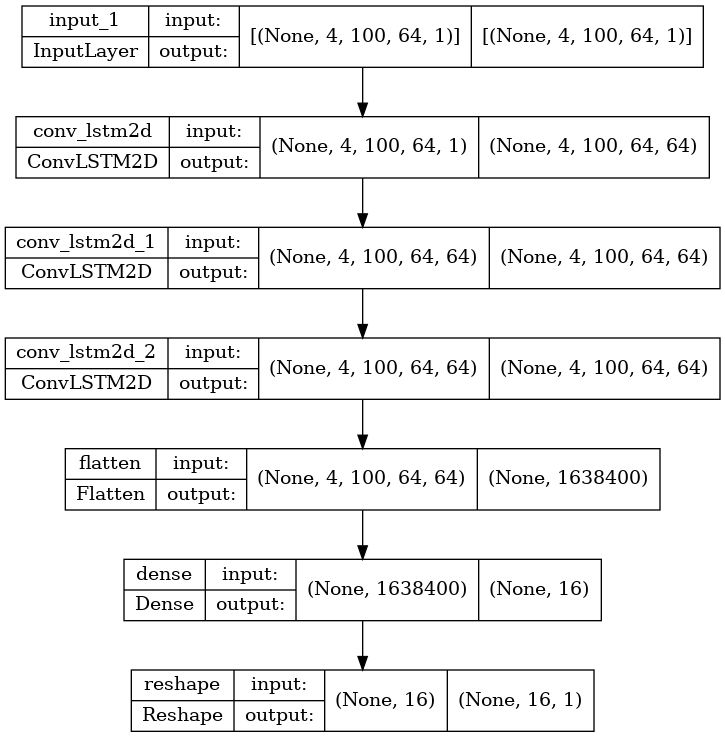 input_1 input: [(None, 4, 100, 64, 1)] [(None, 4, 100, 64, 1)]
InputLayer output:
conv_lstm2d input: (None, 4, 100, 64, 1) (None, 4, 100, 64, 64)
ConvLSTM2D output:
conv_lstm2d_1 input: (None, 4, 100, 64, 64) (None, 4, 100, 64, 64)
ConvLSTM2D output:
conv_lstm2d_2 input: (None, 4, 100, 64, 64) (None, 4, 100, 64, 64)
ConvLSTM2D output:
flatten input: (None, 4, 100, 64, 64) (None, 1638400)
Flatten output:
dense input: (None, 1638400) (None, 16)
Dense output:
reshape input: (None, 16) (None, 16, 1)
Reshape output: